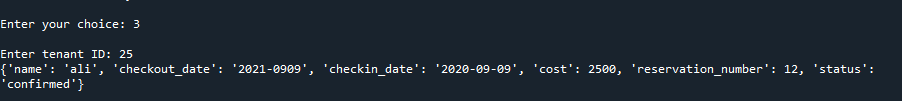 Enter your choice: 3
Enter tenant ID: 25
{'name': 'ali', 'checkout_date': '2021-0909', 'checkin_date': '2020-09-09', 'cost': 2500, 'reservation_number': 12, 'status':
'confirmed'}